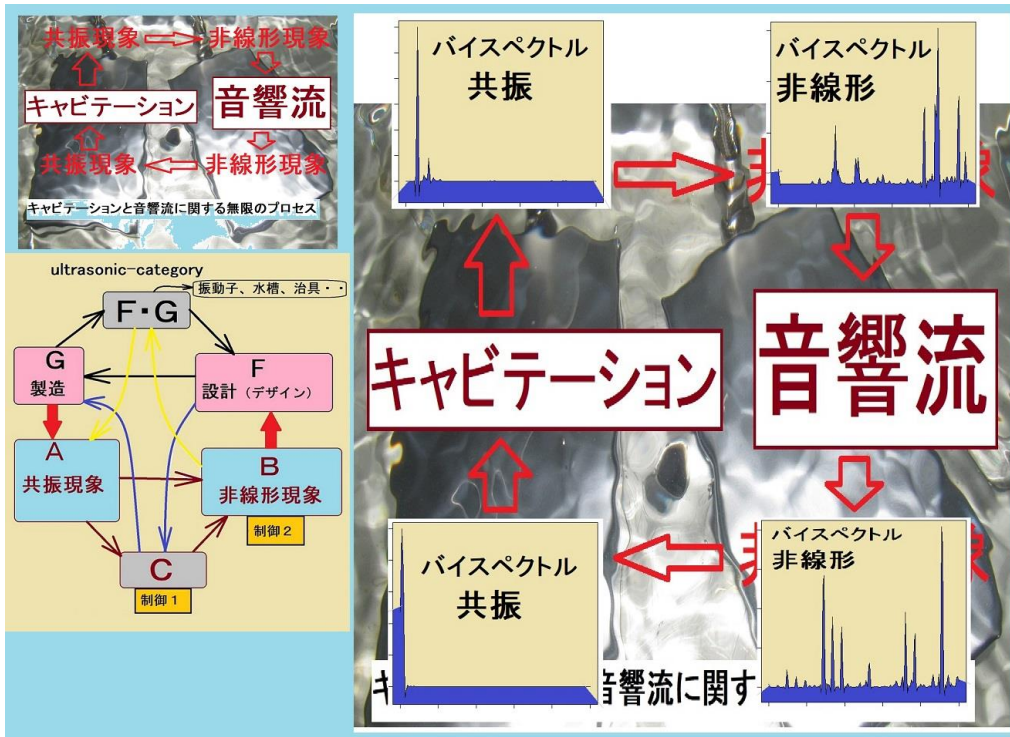 共振現象
非線形現象
キャビテーション
音響流
共振現象
非線形現象
キャビテーションと音響流に関する無限のプロセス
ultrasonic-category
振動子、水槽、治具・・
F・G
G
製造
F
設計（デザイン）
A
共振現象
B
非線形現象
制御2
C
制御1
バイスペクトル
共振
バイスペクトル
非線形
キャビテーション
音響流
バイスペクトル
共振
バイスペクトル
非線形
音響流に関す